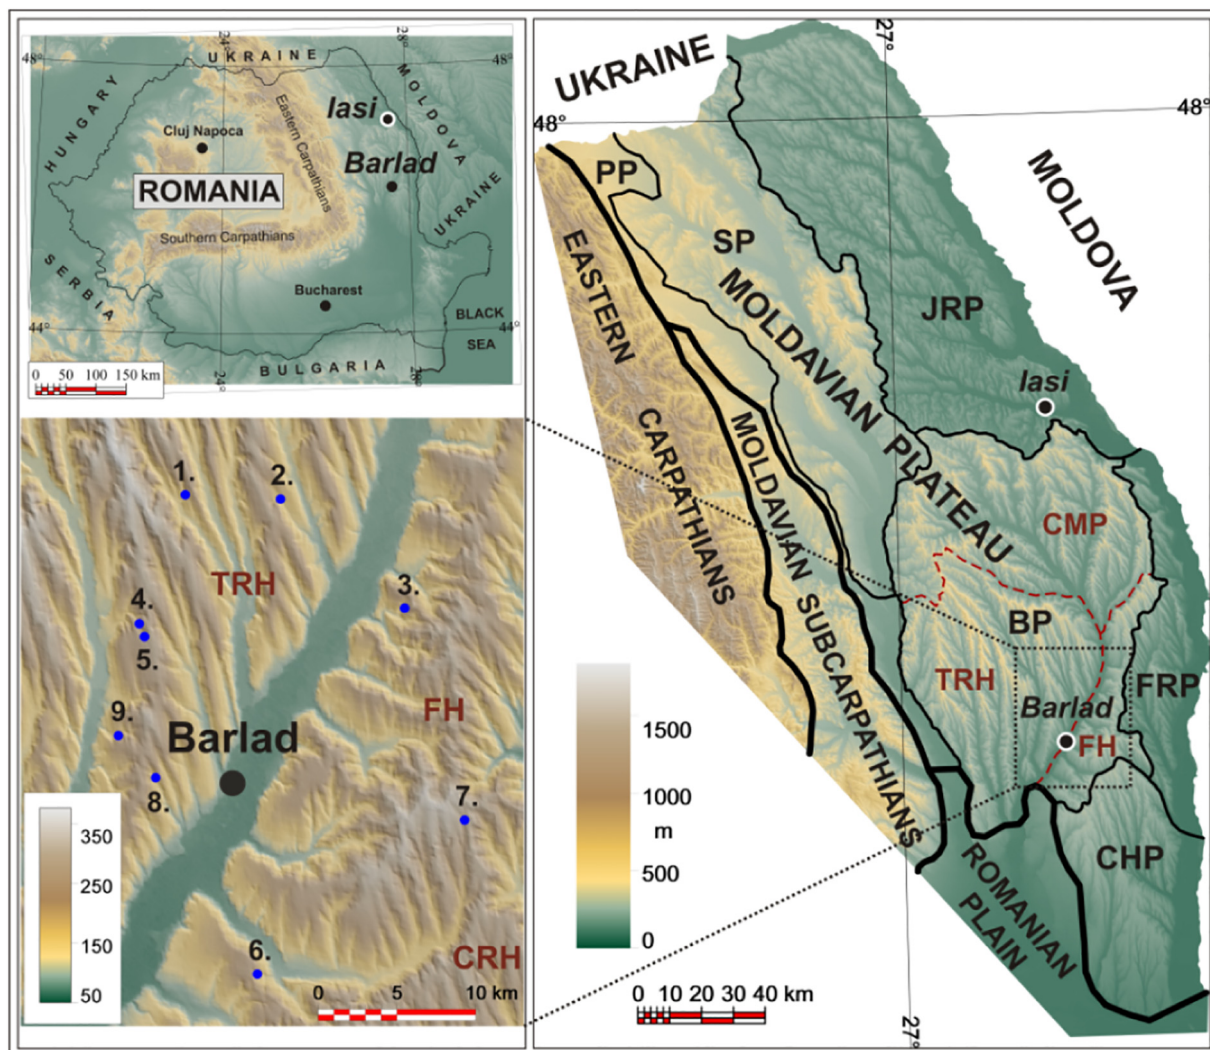 24°
28°
48°
UKRAINE
48°
HUNGARY
MOLDOVA
Iasi
Cluj Napoca
Eastern Carpathians
Barlad
ROMANIA
UKRAINE
Southern Carpathians
SERBIA
Bucharest
BLACK
SEA
44°
44°
BULGARIA
24°
28°
0 50 100 150 km
1.
2.
TRH
3.
4.
5.
FH
9.
Barlad
8.
7.
350
250
150
50
6.
CRH
0 5 10 km
27°
UKRAINE
48°
48°
MOLDOVA
PP
SP
EASTERN
CARPATHIANS
MOLDAVIAN PLATEAU
JRP
Iasi
MOLDAVIAN SUBCARPATHIANS
CMP
BP
TRH
FRP
Barlad
FH
CHP
ROMANIAN
PLAIN
1500
1000
m
500
0
0 10 20 30 40 km
27°